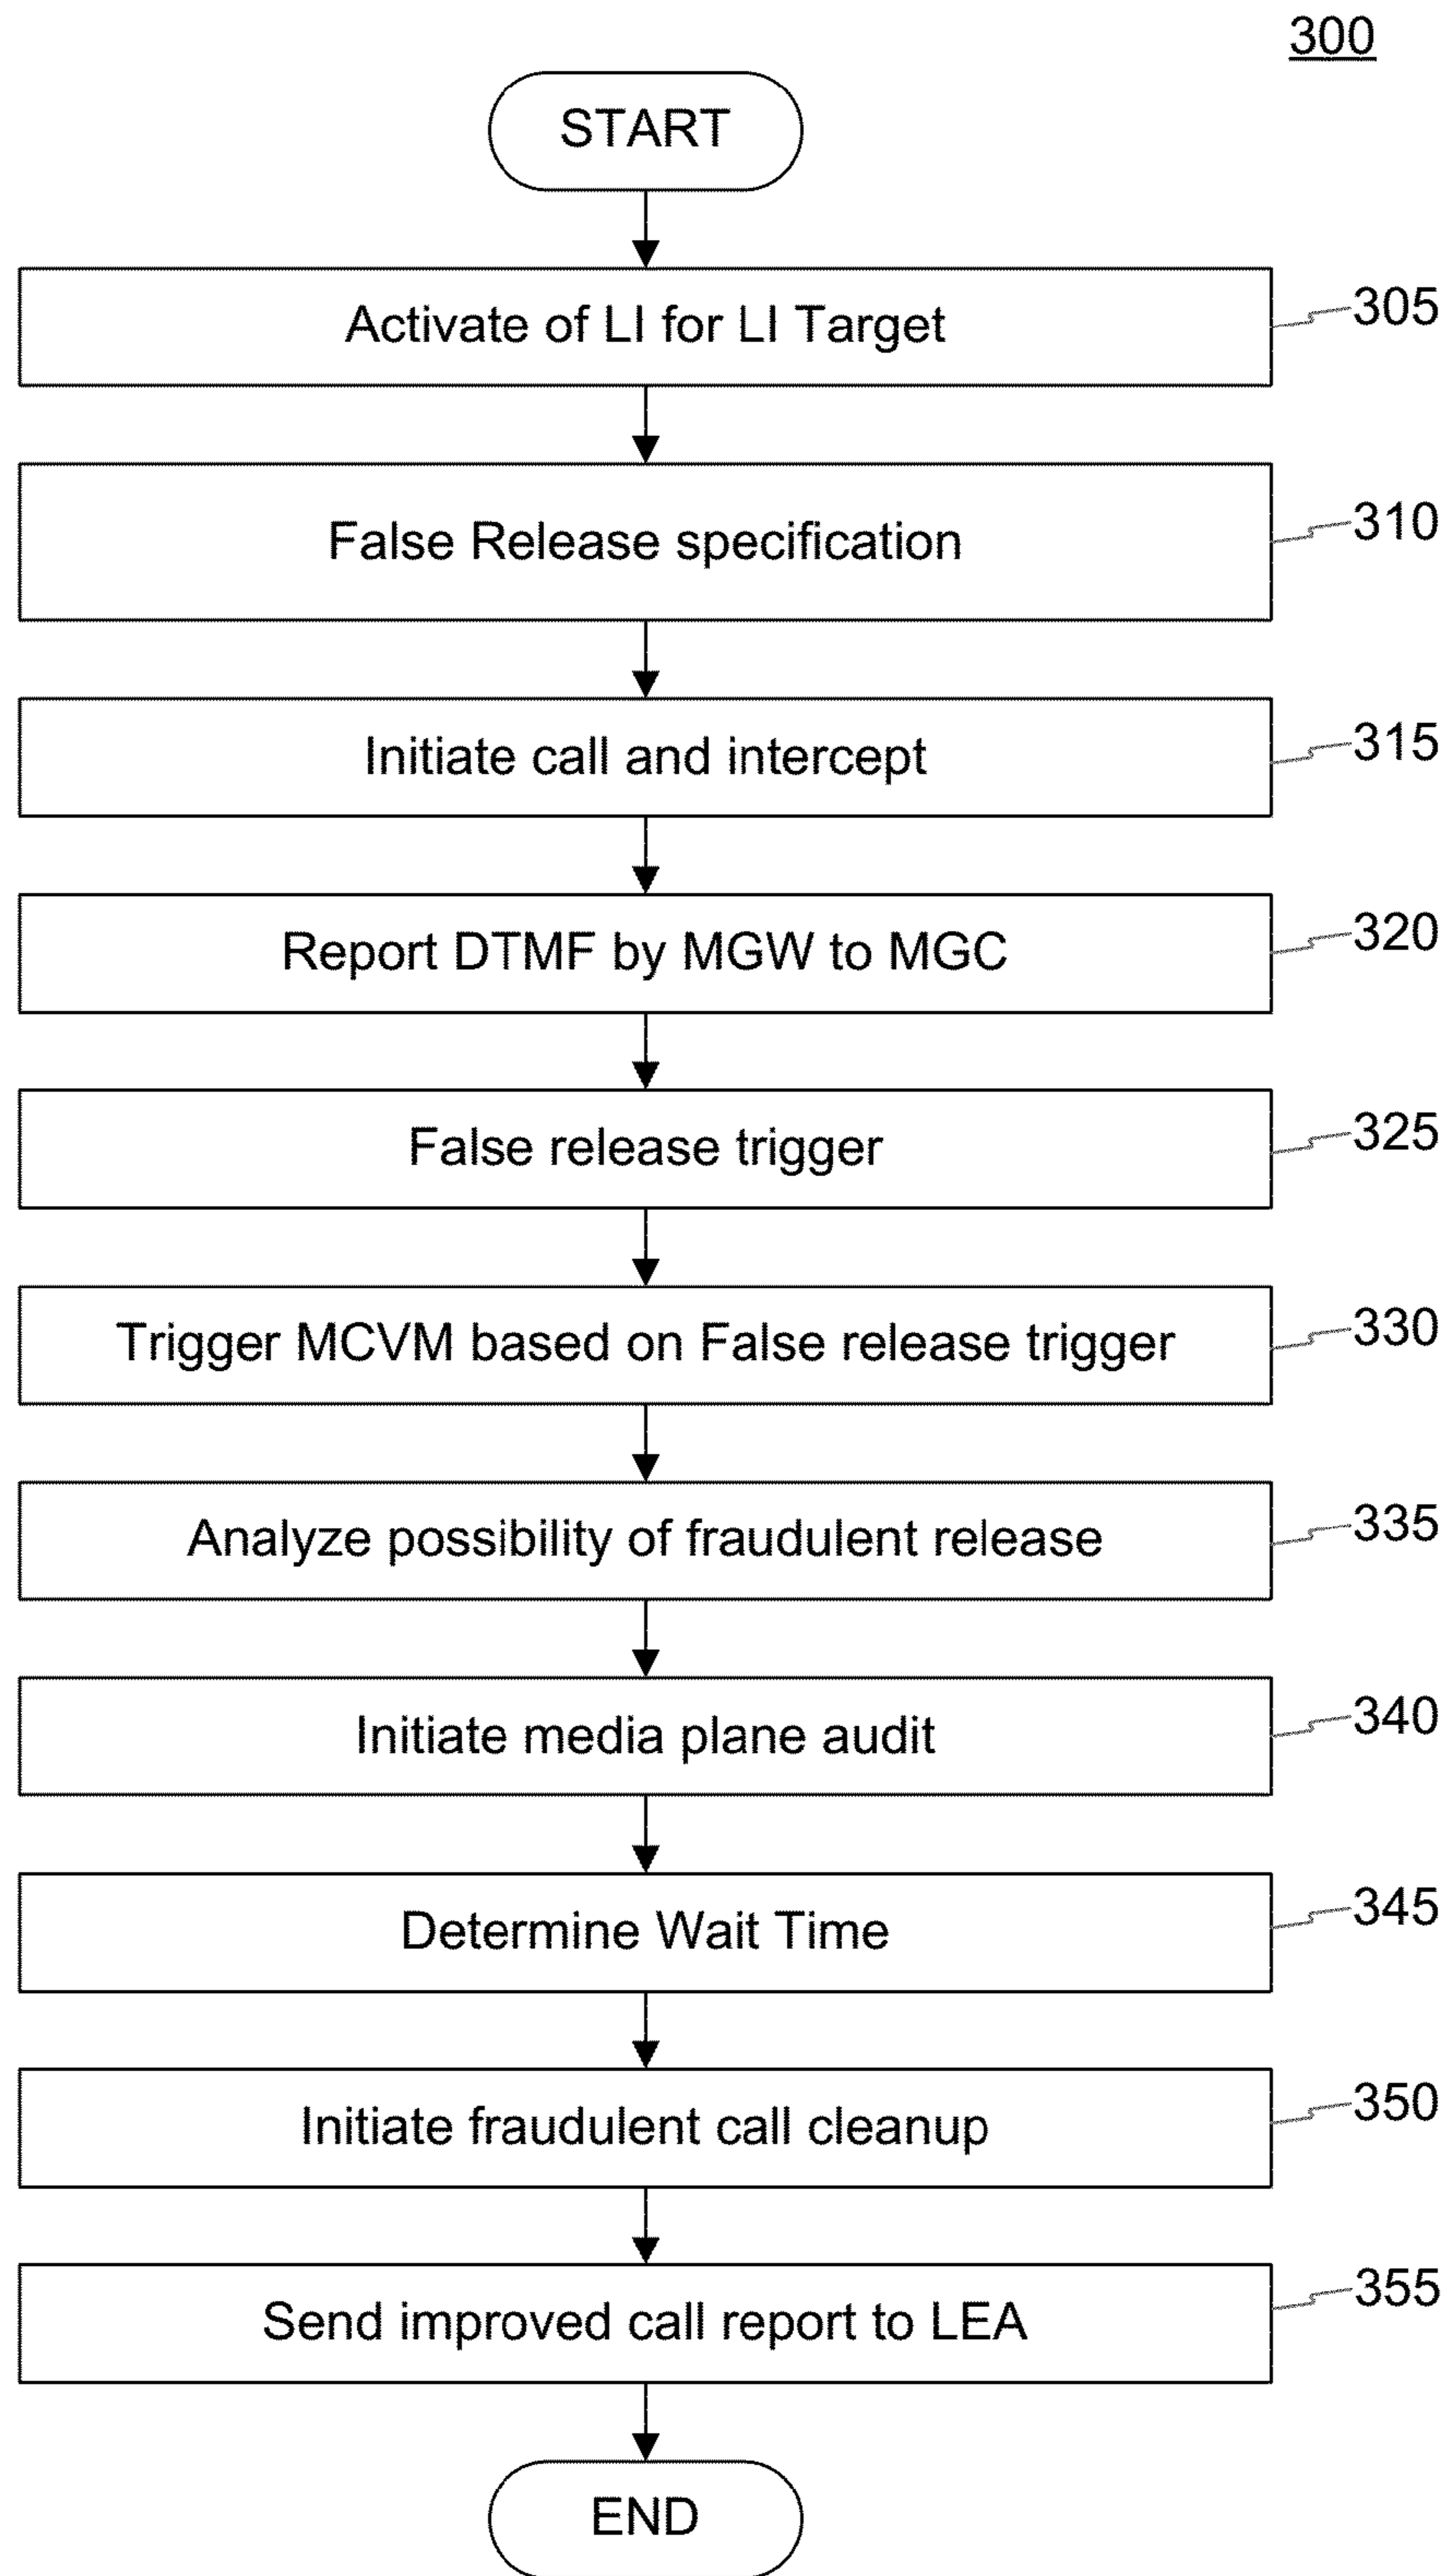 300
START
Activate of LI for LI Target
305
False Release specification
310
Initiate call and intercept
315
Report DTMF by MGW to MGC
320
False release trigger
325
Trigger MCVM based on False release trigger
330
Analyze possibility of fraudulent release
335
Initiate media plane audit
340
Determine Wait Time
345
Initiate fraudulent call cleanup
350
Send improved call report to LEA
355
END